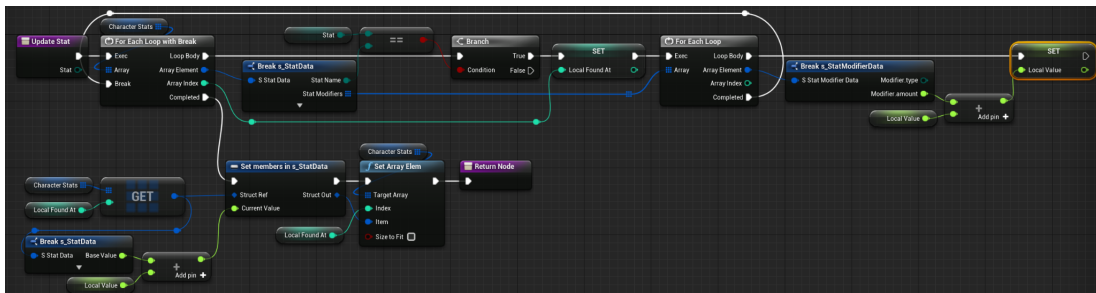 Character Stats
Update Stat
Stat
For Each Loop with Break
Exec
Loop Body
Array
Array Element
Break
Array Index
Completed
Stat
==
Break s_StatData
S Stat Data
Stat Name
Stat Modifiers
Branch
True
Condition
False
SET
Local Found At
For Each Loop
Exec
Loop Body
Array
Array Element
Array Index
Completed
Break s_StatModifierData
S Stat Modifier Data
Modifier.type
Modifier amount
Local Value
+
Add pin +
SET
Local Value
Character Stats
GET
Local Found At
Break s_StatData
S Stat Data
Base Value
Local Value
+
Add pin +
Set members in s_StatData
Struct Ref
Struct Out
Current Value
Character Stats
Set Array Elem
Target Array
Index
Item
Size to Fit
Local Found At
Return Node